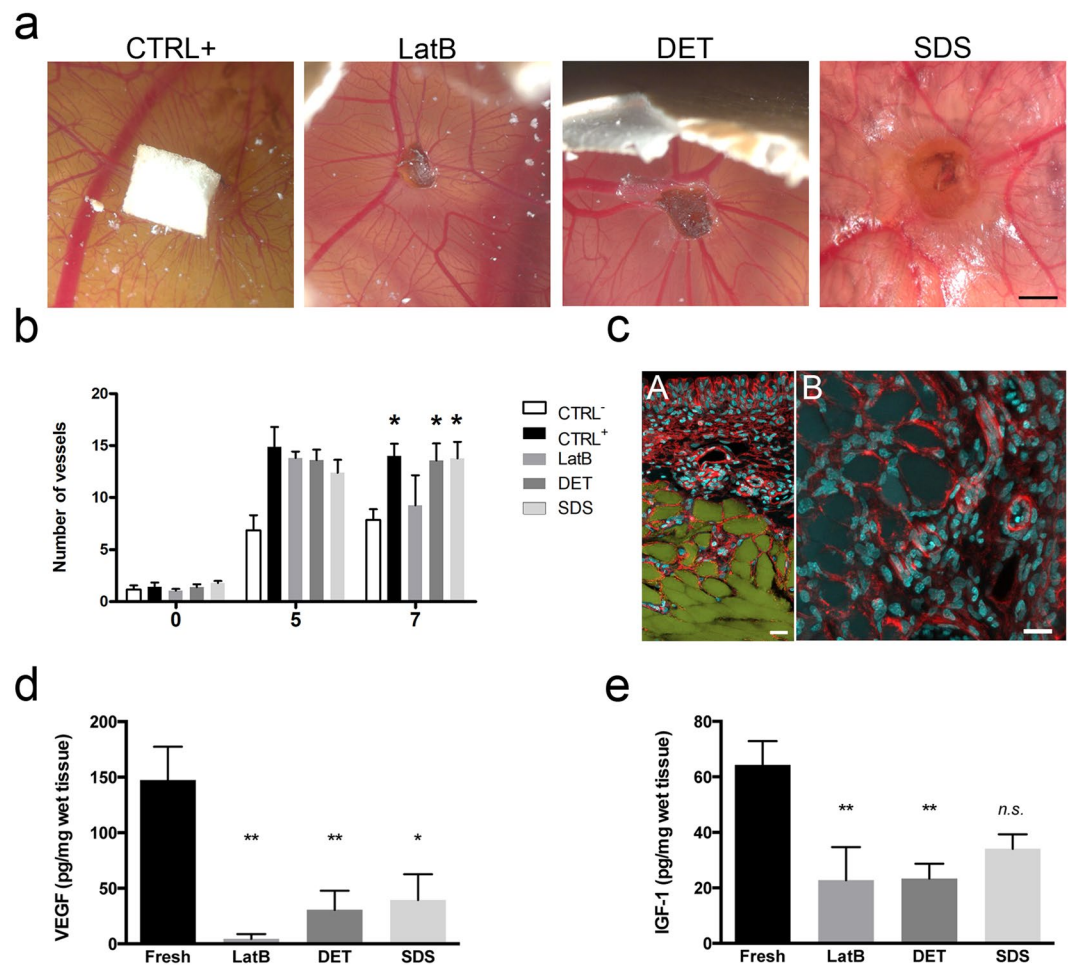 a
CTRL+ LatB DET SDS
b
Number of vessels
20
15
10
5
0
0 5 7
* * *
CTRL-
CTRL+
LatB
DET
SDS
c
A B
d
VEGF (pg/mg wet tissue)
200
150
100
50
0
** ** *
Fresh LatB DET SDS
e
IGF-1 (pg/mg wet tissue)
80
60
40
20
0
** ** n.s.
Fresh LatB DET SDS